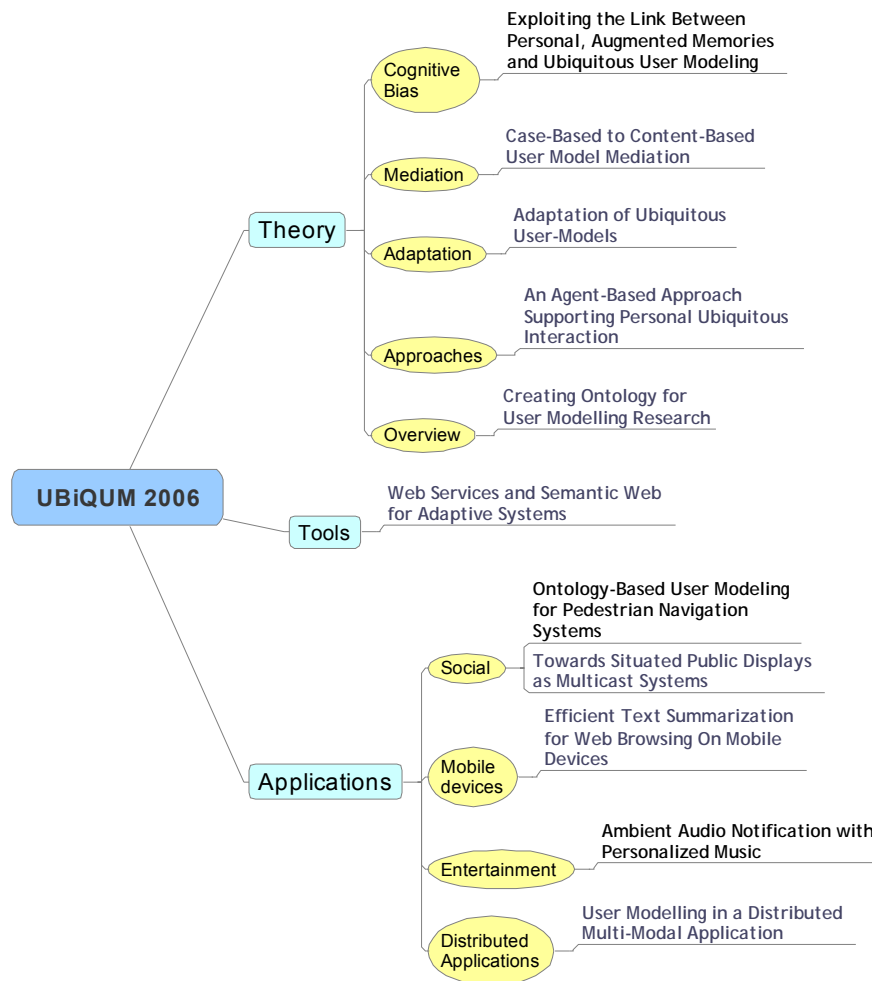 Exploiting the Link Between
Personal, Augmented Memories
and Ubiquitous User Modeling
Cognitive
Bias
Case-Based to Content-Based
User Model Mediation
Mediation
Theory
Adaptation of Ubiquitous
User-Models
Adaptation
An Agent-Based Approach
Supporting Personal Ubiquitous
Interaction
Approaches
Creating Ontology for
User Modelling Research
Overview
UBiQUM 2006
Web Services and Semantic Web
for Adaptive Systems
Tools
Ontology-Based User Modeling
for Pedestrian Navigation
Systems
Social
Towards Situated Public Displays
as Multicast Systems
Efficient Text Summarization
for Web Browsing On Mobile
Devices
Mobile
devices
Applications
Ambient Audio Notification with
Personalized Music
Entertainment
User Modelling in a Distributed
Multi-Modal Application
Distributed
Applications